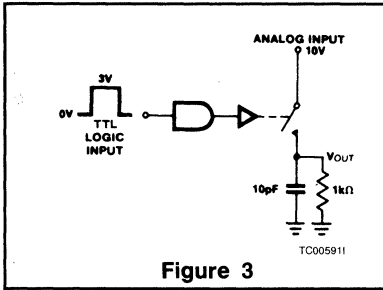 ANALOG INPUT
10V
3V
0V
TTL
LOGIC
INPUT
VOUT
10pF
1kΩ
TC00591I
Figure 3